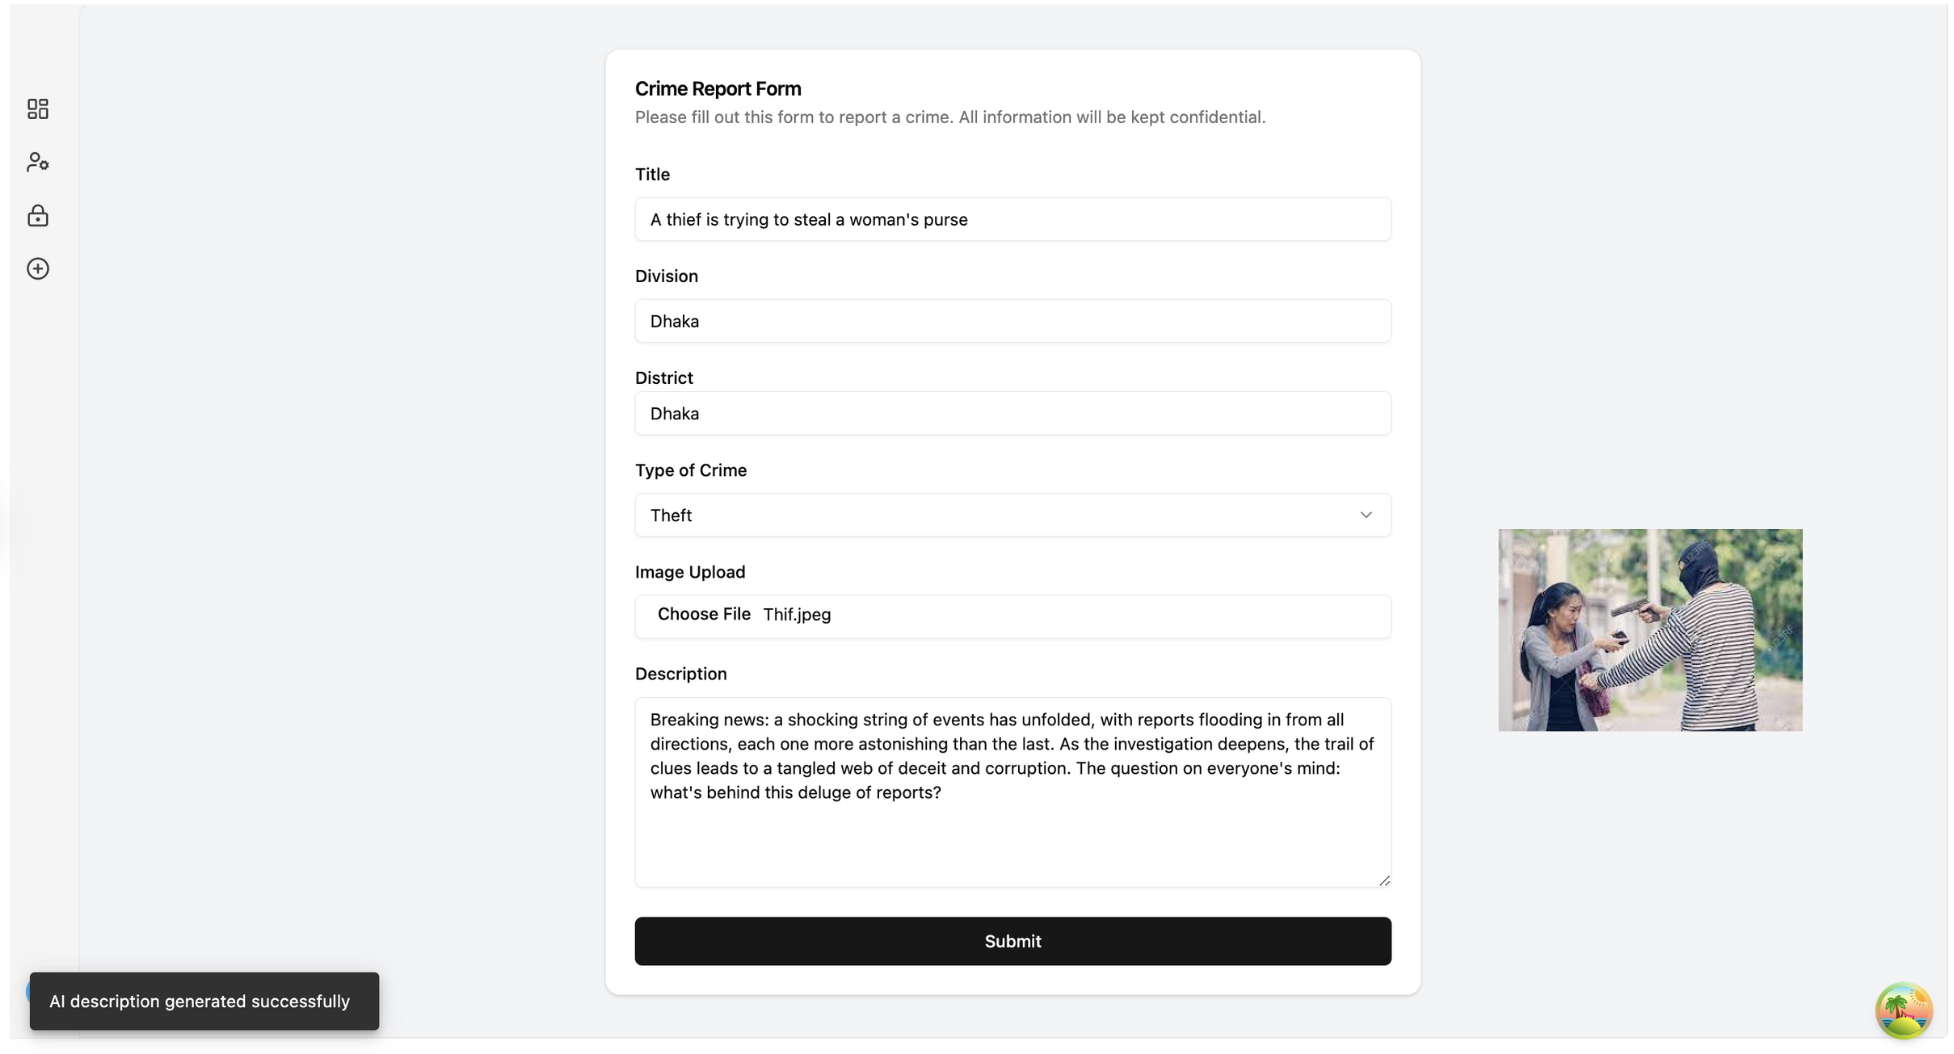 Crime Report Form
Please fill out this form to report a crime. All information will be kept confidential.
Title
A thief is trying to steal a woman's purse
Division
Dhaka
District
Dhaka
Type of Crime
Theft
Image Upload
Choose File Thif.jpeg
Description
Breaking news: a shocking string of events has unfolded, with reports flooding in from all
directions, each one more astonishing than the last. As the investigation deepens, the trail of
clues leads to a tangled web of deceit and corruption. The question on everyone's mind:
what's behind this deluge of reports?
Submit
AI description generated successfully